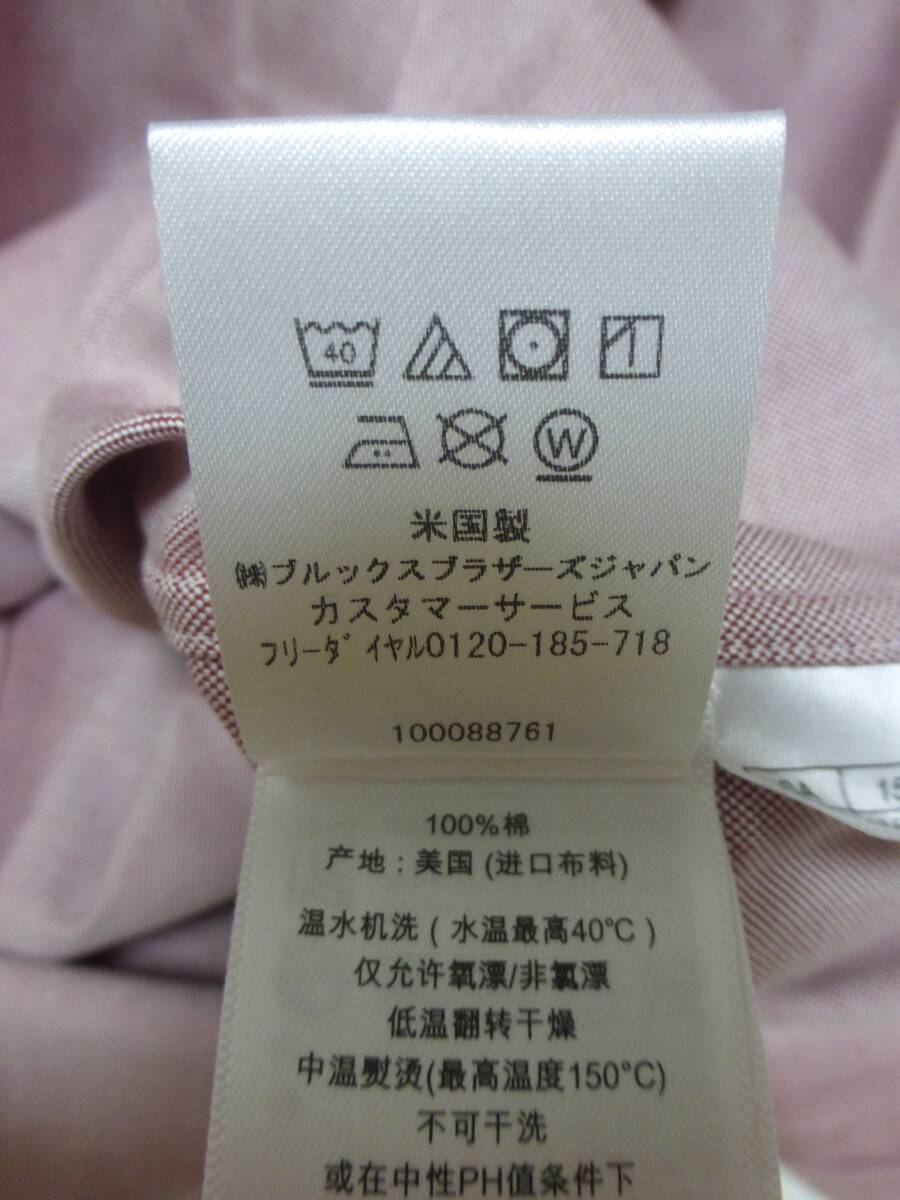 40
W
米国製
㈱ブルックスブラザーズジャパン
カスタマーサービス
フリーダイヤル0120-185-718
100088761
100%棉
产地：美国 (进口布料)
温水机洗 ( 水温最高40℃ )
仅允许氧漂/非氯漂
低温翻转干燥
中温熨烫(最高温度150°C)
不可干洗
或在中性PH值条件下